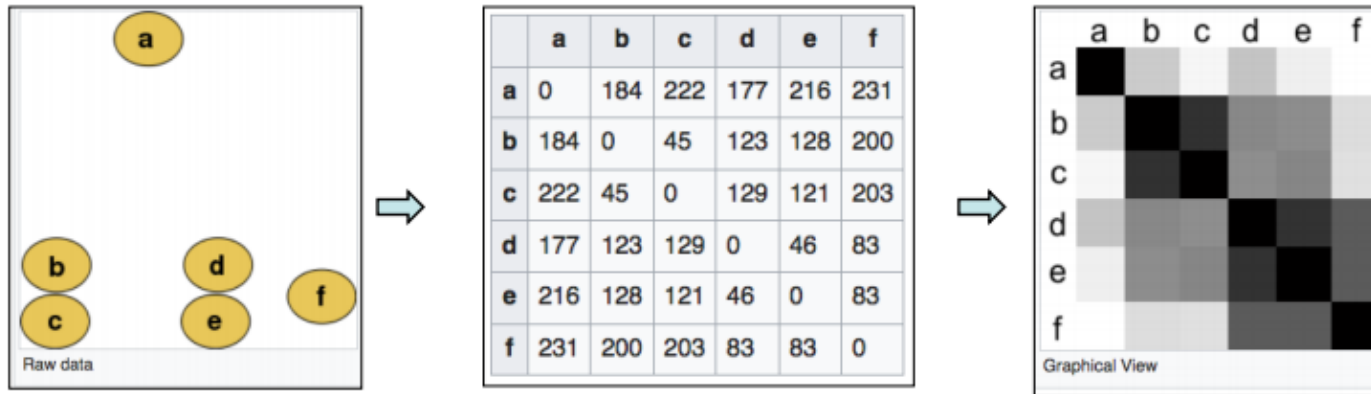 a
b d
f
c e
Raw data
a b c d e f
a 0 184 222 177 216 231
b 184 0 45 123 128 200
c 222 45 0 129 121 203
d 177 123 129 0 46 83
e 216 128 121 46 0 83
f 231 200 203 83 83 0
a b c d e f
a
b
c
d
e
f
Graphical View